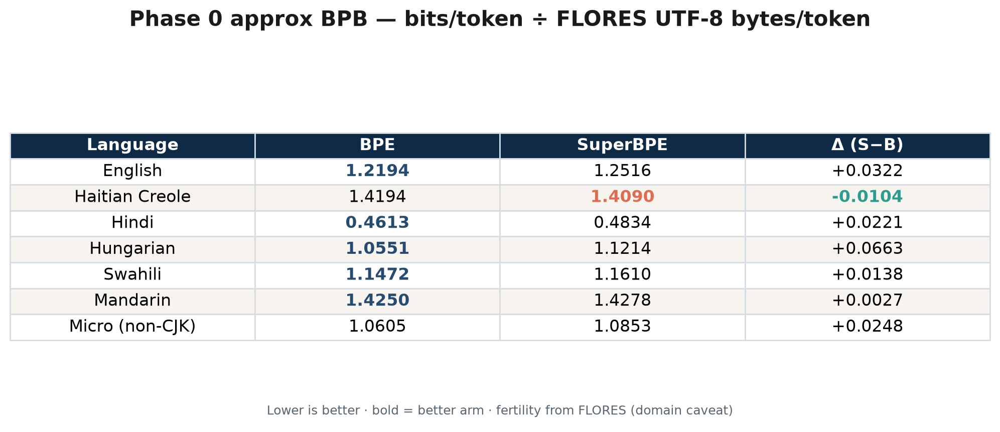 Phase 0 approx BPB — bits/token ÷ FLORES UTF-8 bytes/token
Language BPE SuperBPE Δ (S−B)
English 1.2194 1.2516 +0.0322
Haitian Creole 1.4194 1.4090 -0.0104
Hindi 0.4613 0.4834 +0.0221
Hungarian 1.0551 1.1214 +0.0663
Swahili 1.1472 1.1610 +0.0138
Mandarin 1.4250 1.4278 +0.0027
Micro (non-CJK) 1.0605 1.0853 +0.0248
Lower is better · bold = better arm · fertility from FLORES (domain caveat)